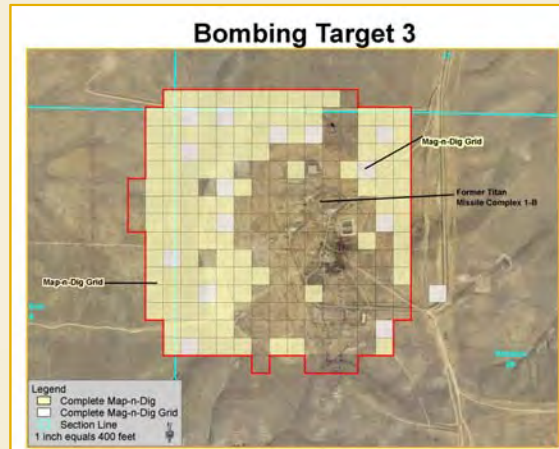 Bombing Target 3
Mag-n-Dig Grid
Former Titan
Missile Complex 1-B
Map-n-Dig Grid
Legend
Complete Map-n-Dig
Complete Mag-n-Dig Grid
Section Line
1 inch equals 400 feet